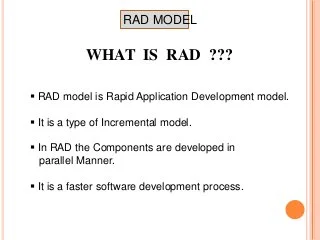 RAD MODEL
WHAT IS RAD ???
▪ RAD model is Rapid Application Development model.
▪ It is a type of Incremental model.
▪ In RAD the Components are developed in
parallel Manner.
▪ It is a faster software development process.